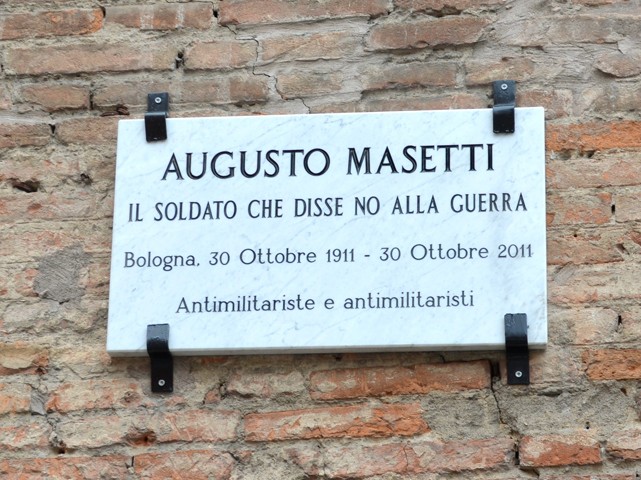 AUGUSTO MASETTI
IL SOLDATO CHE DISSE NO ALLA GUERRA
Bologna, 30 Ottobre 1911 - 30 Ottobre 2011
Antimilitariste e antimilitaristi